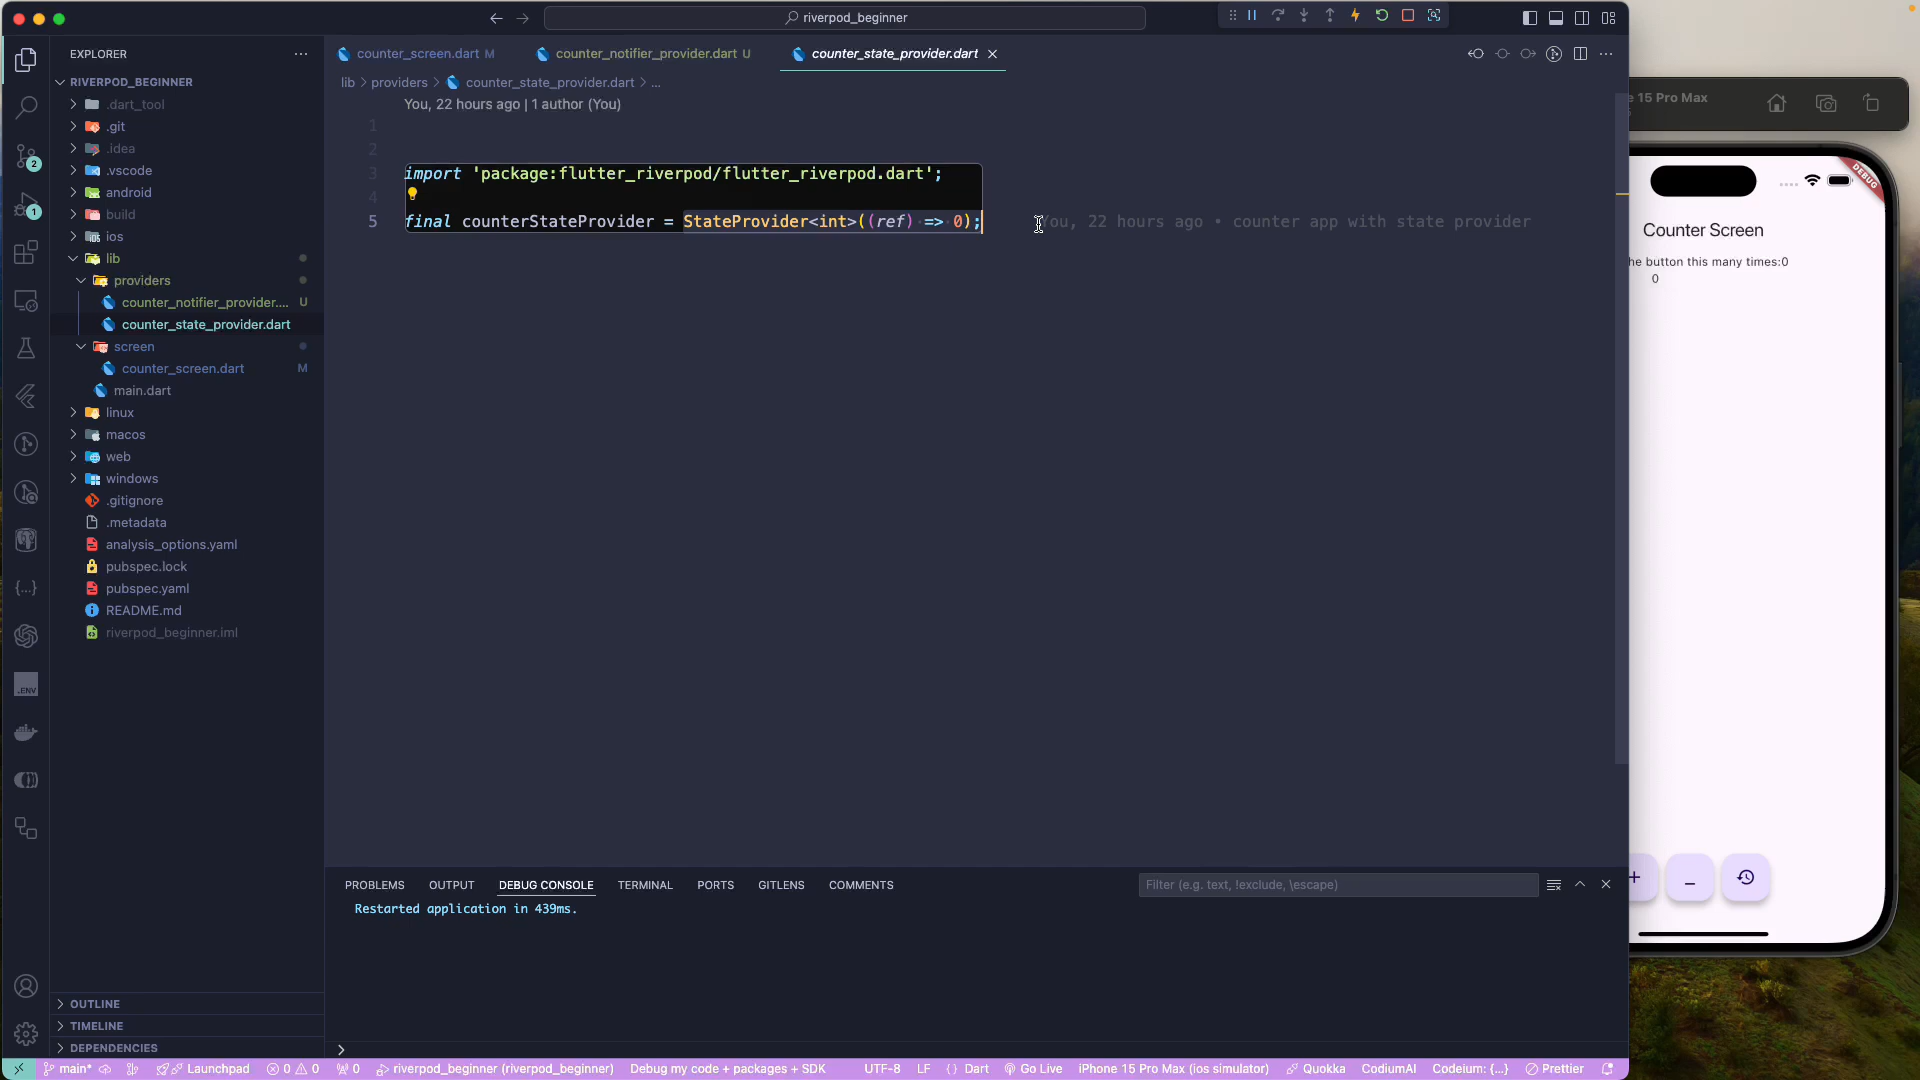 riverpod_beginner
EXPLORER
RIVERPOD_BEGINNER
.dart_tool
.git
.idea
.vscode
android
build
ios
lib
providers
counter_notifier_provider.... U
counter_state_provider.dart
screen
counter_screen.dart M
main.dart
linux
macos
web
windows
.gitignore
.metadata
analysis_options.yaml
pubspec.lock
pubspec.yaml
README.md
riverpod_beginner.iml
OUTLINE
TIMELINE
DEPENDENCIES
2
1
.ENV
counter_screen.dart M
counter_notifier_provider.dart U
counter_state_provider.dart
lib > providers > counter_state_provider.dart > ...
You, 22 hours ago | 1 author (You)
1
2
3 import 'package:flutter_riverpod/flutter_riverpod.dart';
4
5 final counterStateProvider = StateProvider<int>((ref) => 0); You, 22 hours ago • counter app with state provider
PROBLEMS OUTPUT DEBUG CONSOLE TERMINAL PORTS GITLENS COMMENTS
Filter (e.g. text, !exclude, \escape)
Restarted application in 439ms.
>
main* Launchpad 0 0 0 riverpod_beginner (riverpod_beginner) Debug my code + packages + SDK UTF-8 LF {} Dart Go Live iPhone 15 Pro Max (ios simulator) Quokka CodiumAI Codeium: {...} Prettier
e 15 Pro Max
DEBUG
Counter Screen
he button this many times:0
0
+ _